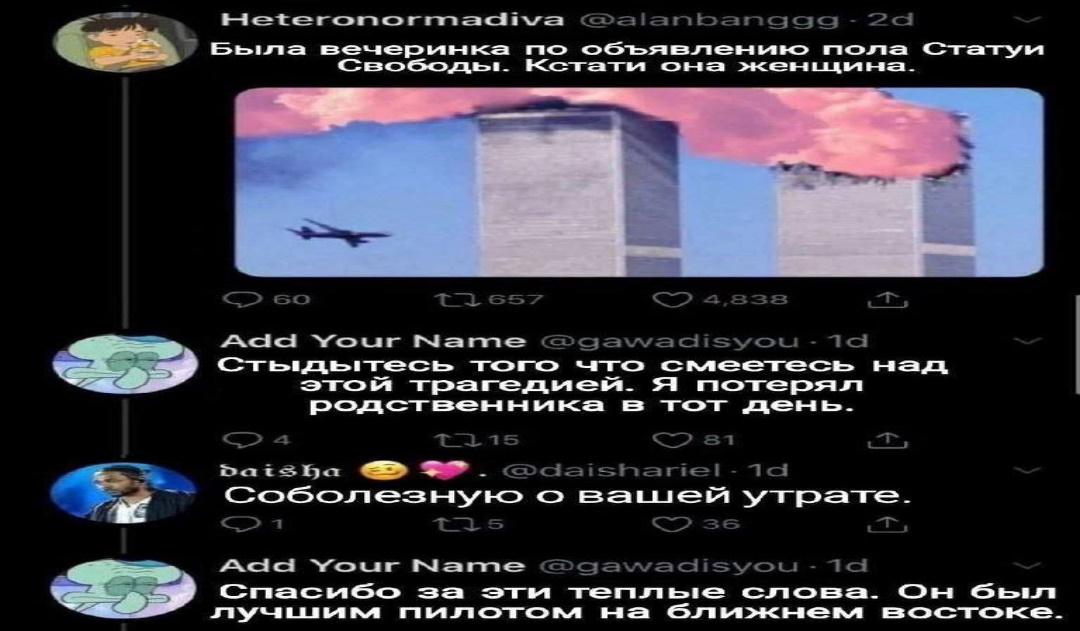 Heteronormadiva @alanbanggg · 2d
Была вечеринка по объявлению пола Статуи
Свободы. Кстати она женщина.
60 657 4,838
Add Your Name @gawadisyou · 1d
Стыдытесь того что смеетесь над
этой трагедией. Я потерял
родственника в тот день.
4 15 81
𝔡𝔞𝔦𝔰𝔥𝔞 🥴 💖 . @daishariel · 1d
Соболезную о вашей утрате.
1 5 36
Add Your Name @gawadisyou · 1d
Спасибо за эти теплые слова. Он был
лучшим пилотом на ближнем востоке.